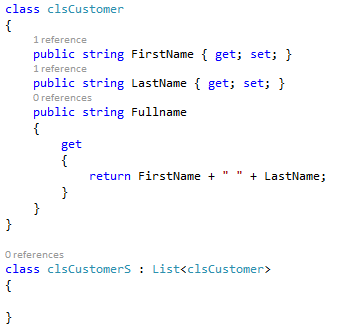 class clsCustomer
{
1 reference
public string FirstName { get; set; }
1 reference
public string LastName { get; set; }
0 references
public string Fullname
{
get
{
return FirstName + " " + LastName;
}
}
}
0 references
class clsCustomerS : List<clsCustomer>
{
}